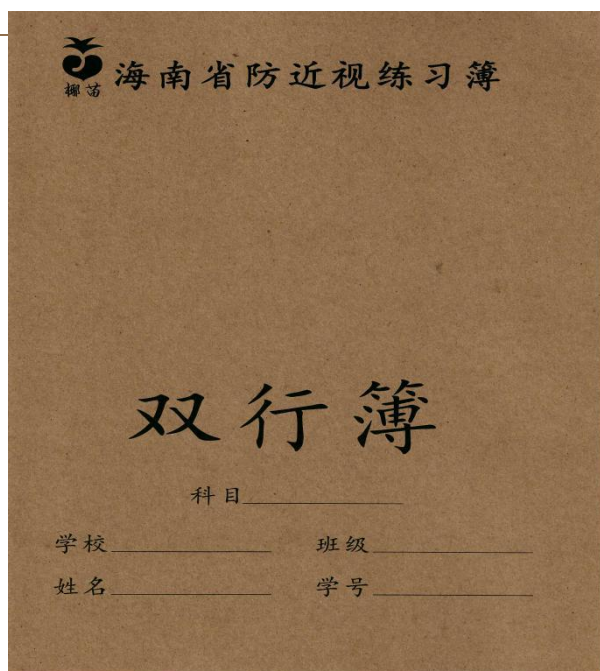 海南省防近视练习簿
椰苗
双行簿
科目
学校 班级
姓名 学号